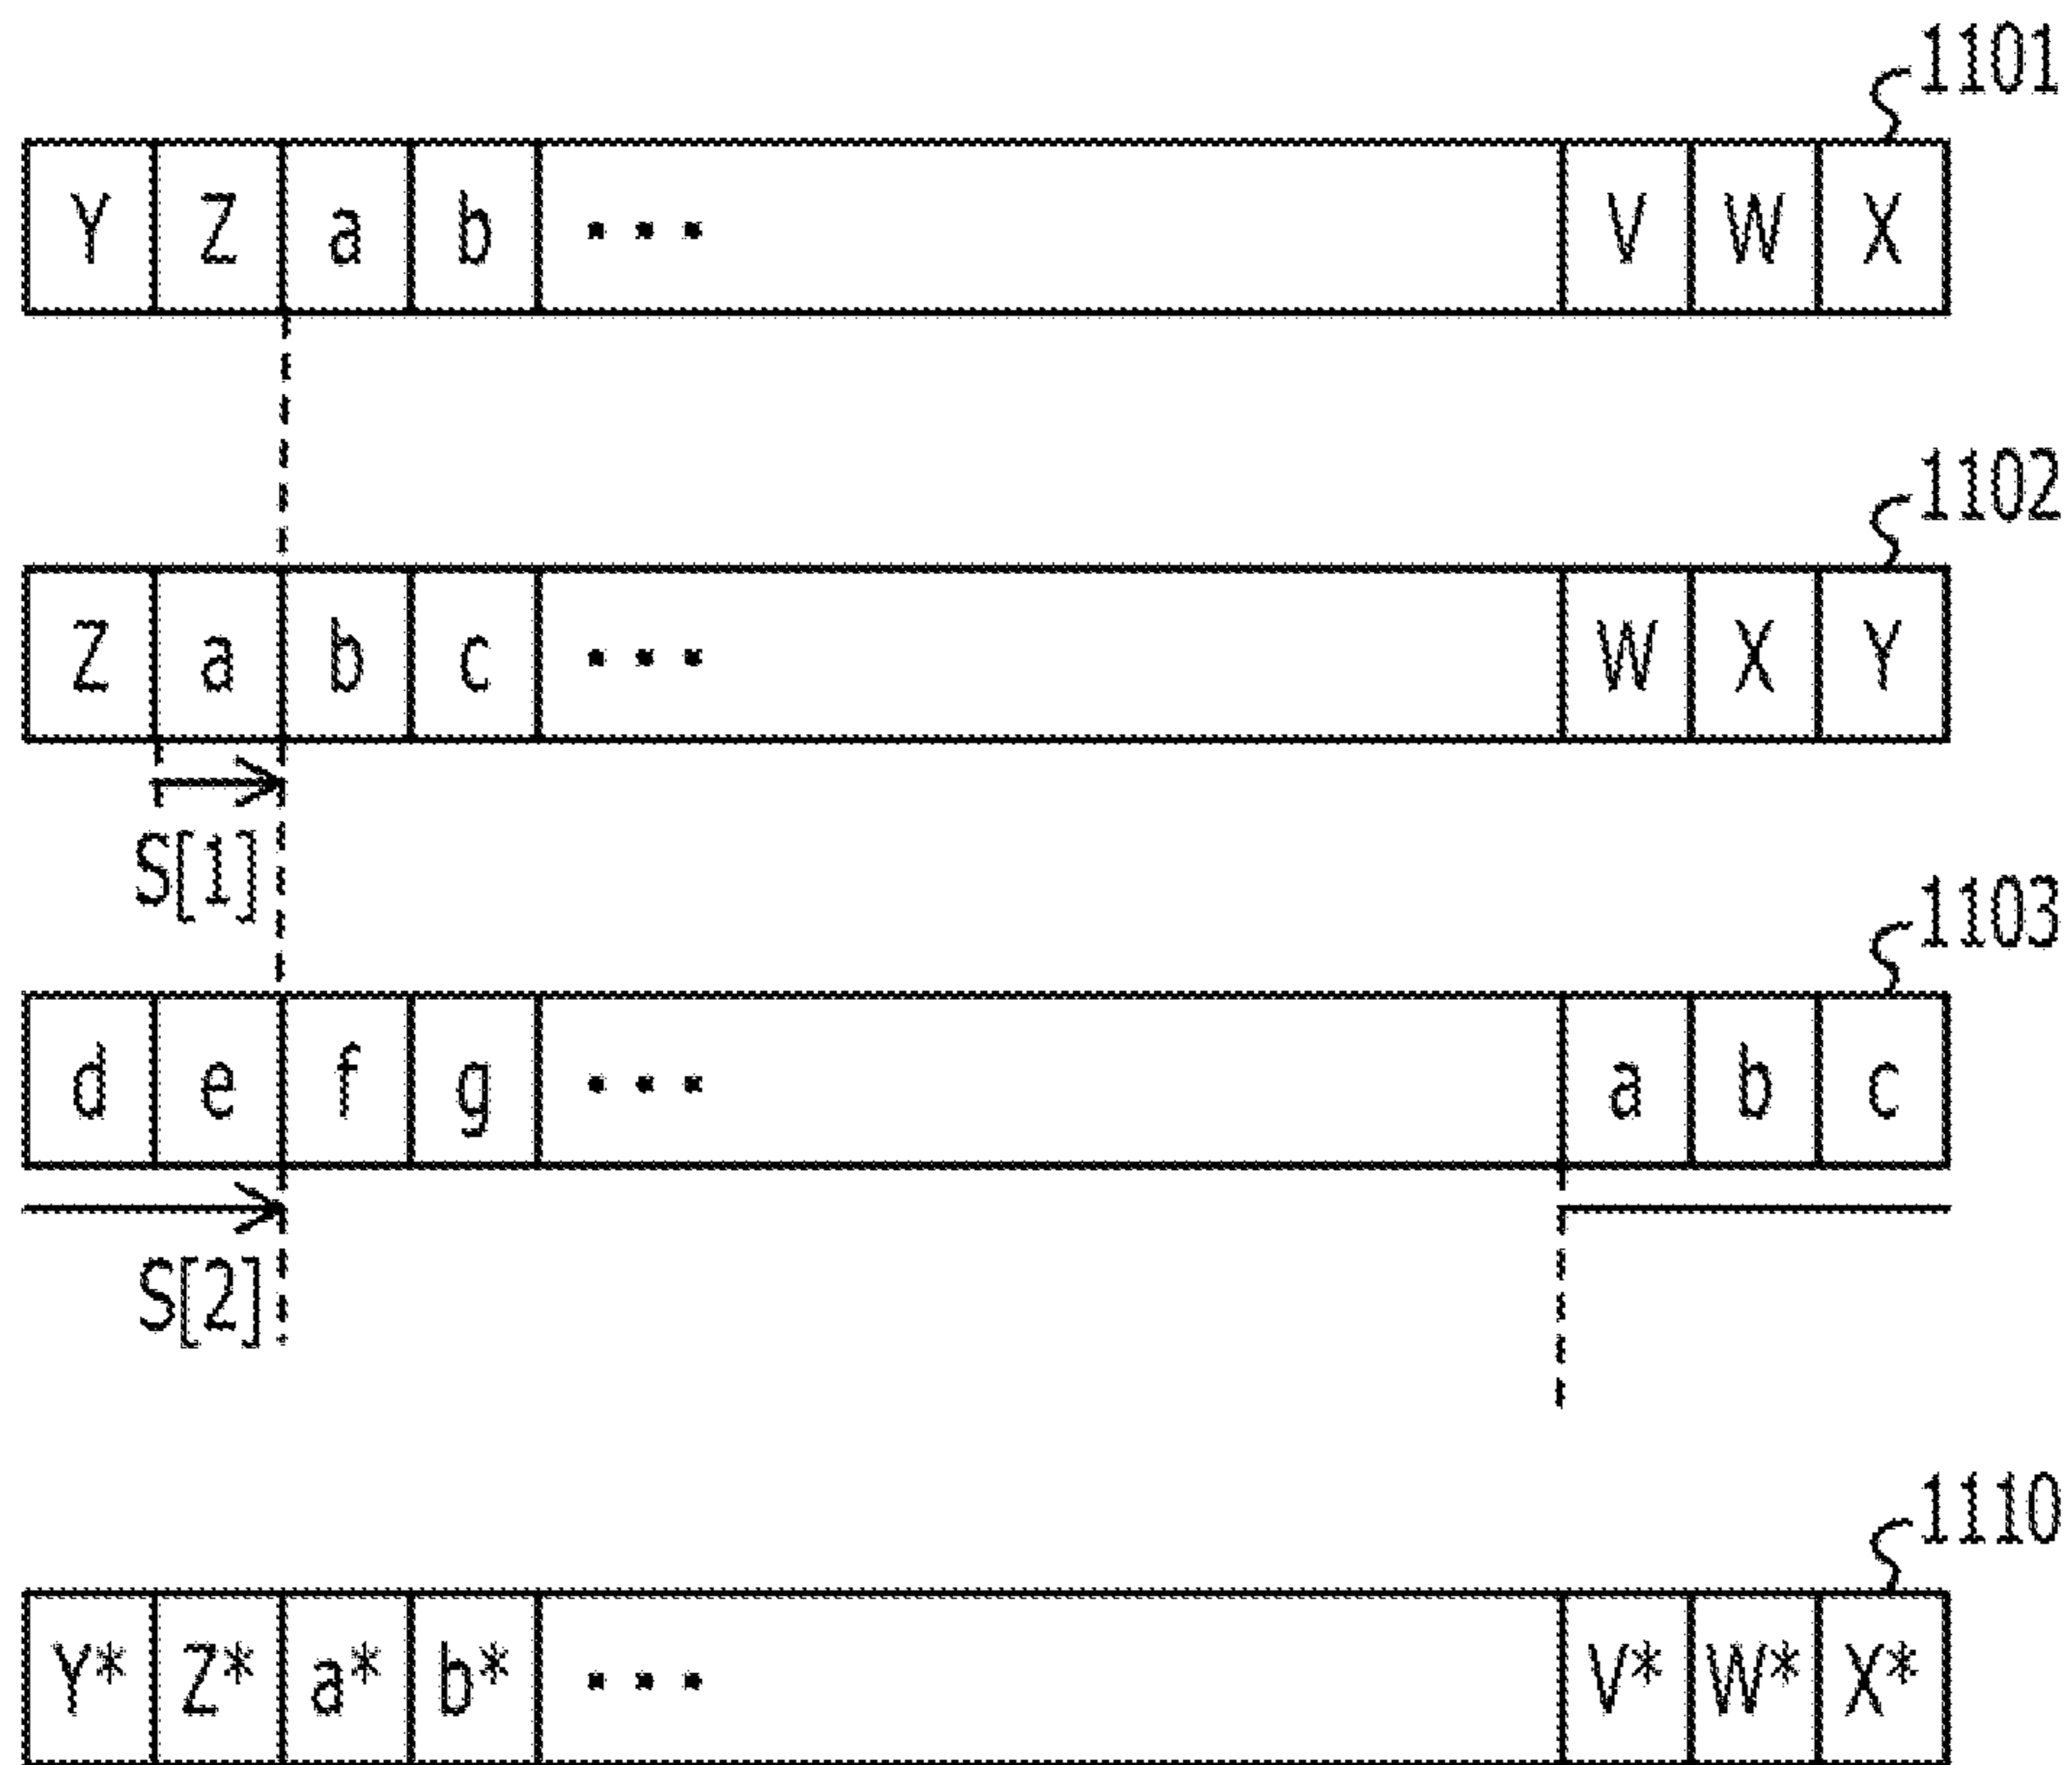 1101
Y Z a b ... V W X
1102
Z a b c ... W X Y
S[1]
1103
d e f g ... a b c
S[2]
1110
Y* Z* a* b* ... V* W* X*